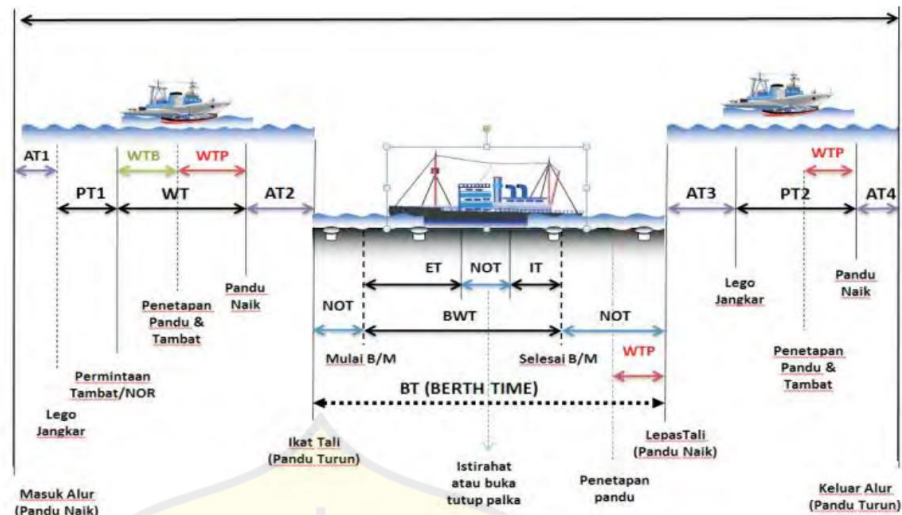 AT1
WTB
WTP
PT1
WT
AT2
WTP
AT3
PT2
AT4
ET
NOT
IT
NOT
BWT
NOT
Mulai B/M
Selesai B/M
WTP
BT (BERTH TIME)
Pandu
Naik
Penetapan
Pandu &
Tambat
Permintaan
Tambat/NOR
Lego
Jangkar
Masuk Alur
(Pandu Naik)
Ikat Tali
(Pandu Turun)
Istirahat
atau buka
tutup palka
Penetapan
pandu
LepasTali
(Pandu Naik)
Lego
Jangkar
Pandu
Naik
Penetapan
Pandu &
Tambat
Keluar Alur
(Pandu Turun)